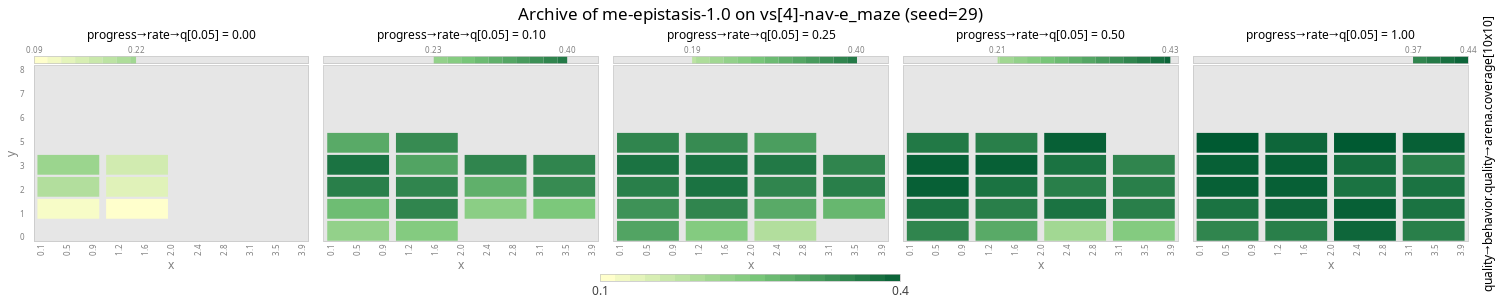 Archive of me-epistasis-1.0 on vs[4]-nav-e_maze (seed=29)
progress→rate→q[0.05] = 0.00
progress→rate→q[0.05] = 0.10
progress→rate→q[0.05] = 0.25
progress→rate→q[0.05] = 0.50
progress→rate→q[0.05] = 1.00
0.09 0.22
0.23 0.40
0.19 0.40
0.21 0.43
0.37 0.44
8
7
6
5
y
3
2
1
0
0.1 0.5 0.9 1.2 1.6 2.0 2.4 2.8 3.1 3.5 3.9
0.1 0.5 0.9 1.2 1.6 2.0 2.4 2.8 3.1 3.5 3.9
0.1 0.5 0.9 1.2 1.6 2.0 2.4 2.8 3.1 3.5 3.9
0.1 0.5 0.9 1.2 1.6 2.0 2.4 2.8 3.1 3.5 3.9
0.1 0.5 0.9 1.2 1.6 2.0 2.4 2.8 3.1 3.5 3.9
x
x
x
x
x
0.1 0.4
quality→behavior.quality→arena.coverage[10x10]